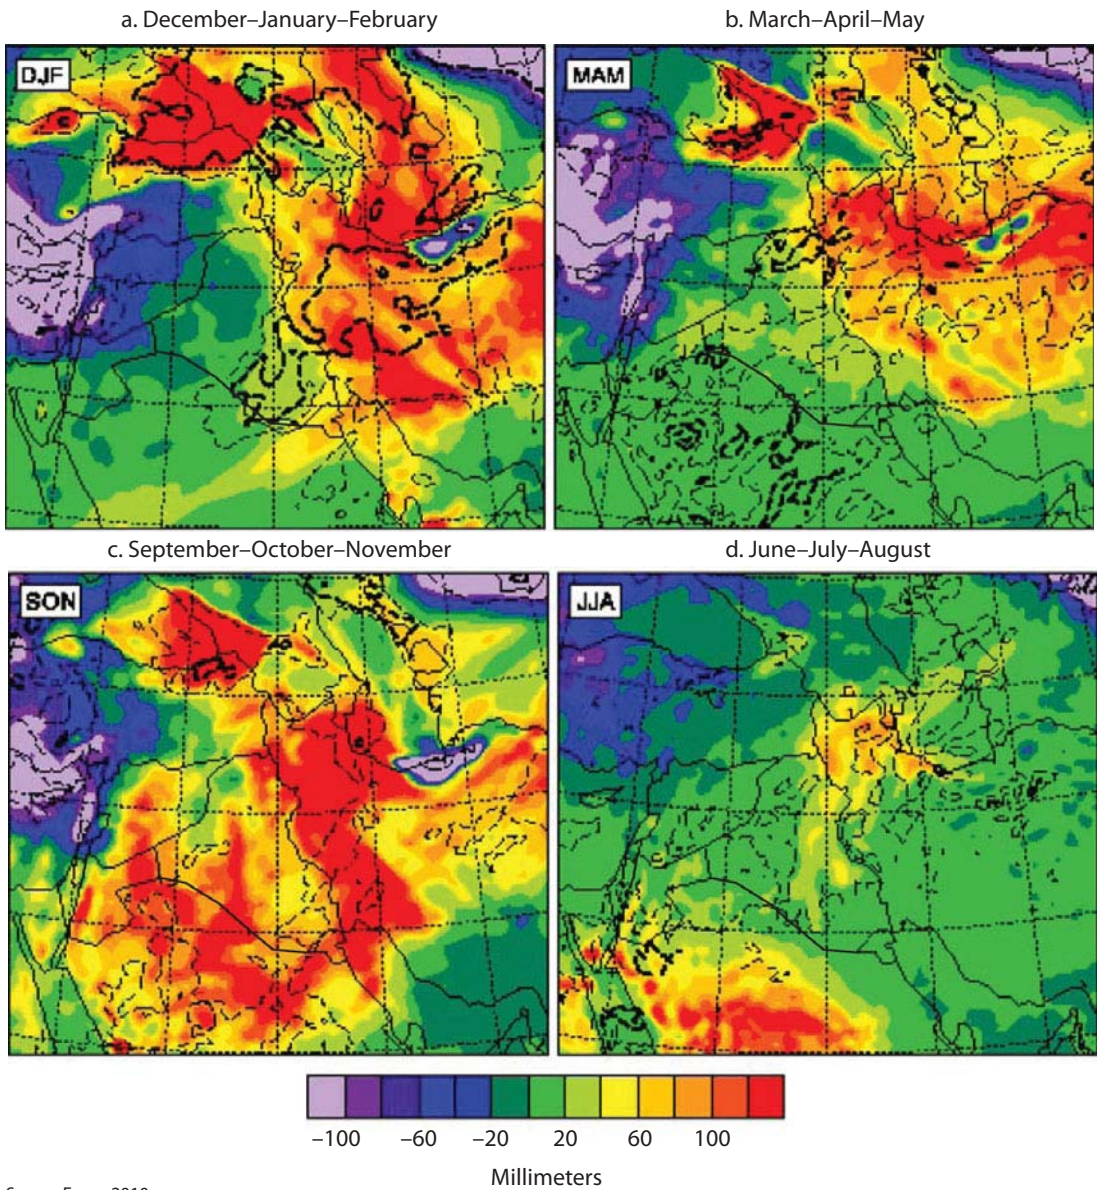 a. December–January–February
b. March–April–May
DJF
MAM
c. September–October–November
d. June–July–August
SON
JJA
–100 –60 –20 20 60 100
Millimeters